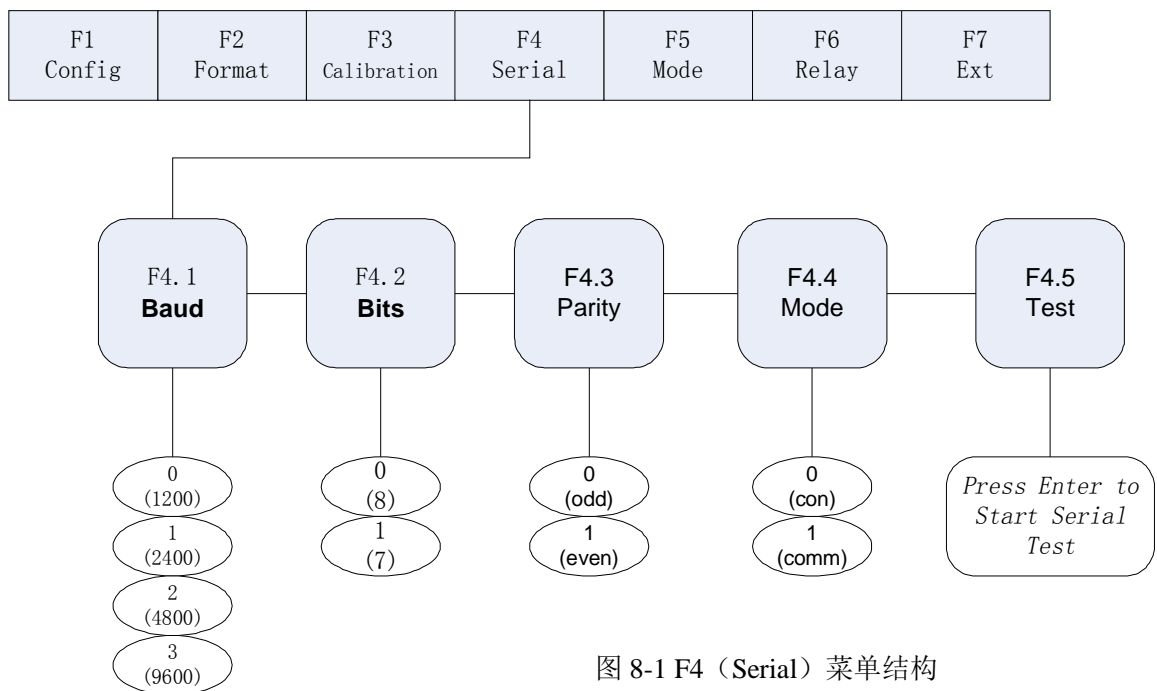 F1
Config
F2
Format
F3
Calibration
F4
Serial
F5
Mode
F6
Relay
F7
Ext
F4.1
Baud
F4.2
Bits
F4.3
Parity
F4.4
Mode
F4.5
Test
0
(1200)
1
(2400)
2
(4800)
3
(9600)
0
(8)
1
(7)
0
(odd)
1
(even)
0
(con)
1
(comm)
Press Enter to
Start Serial
Test
图 8-1 F4（Serial）菜单结构